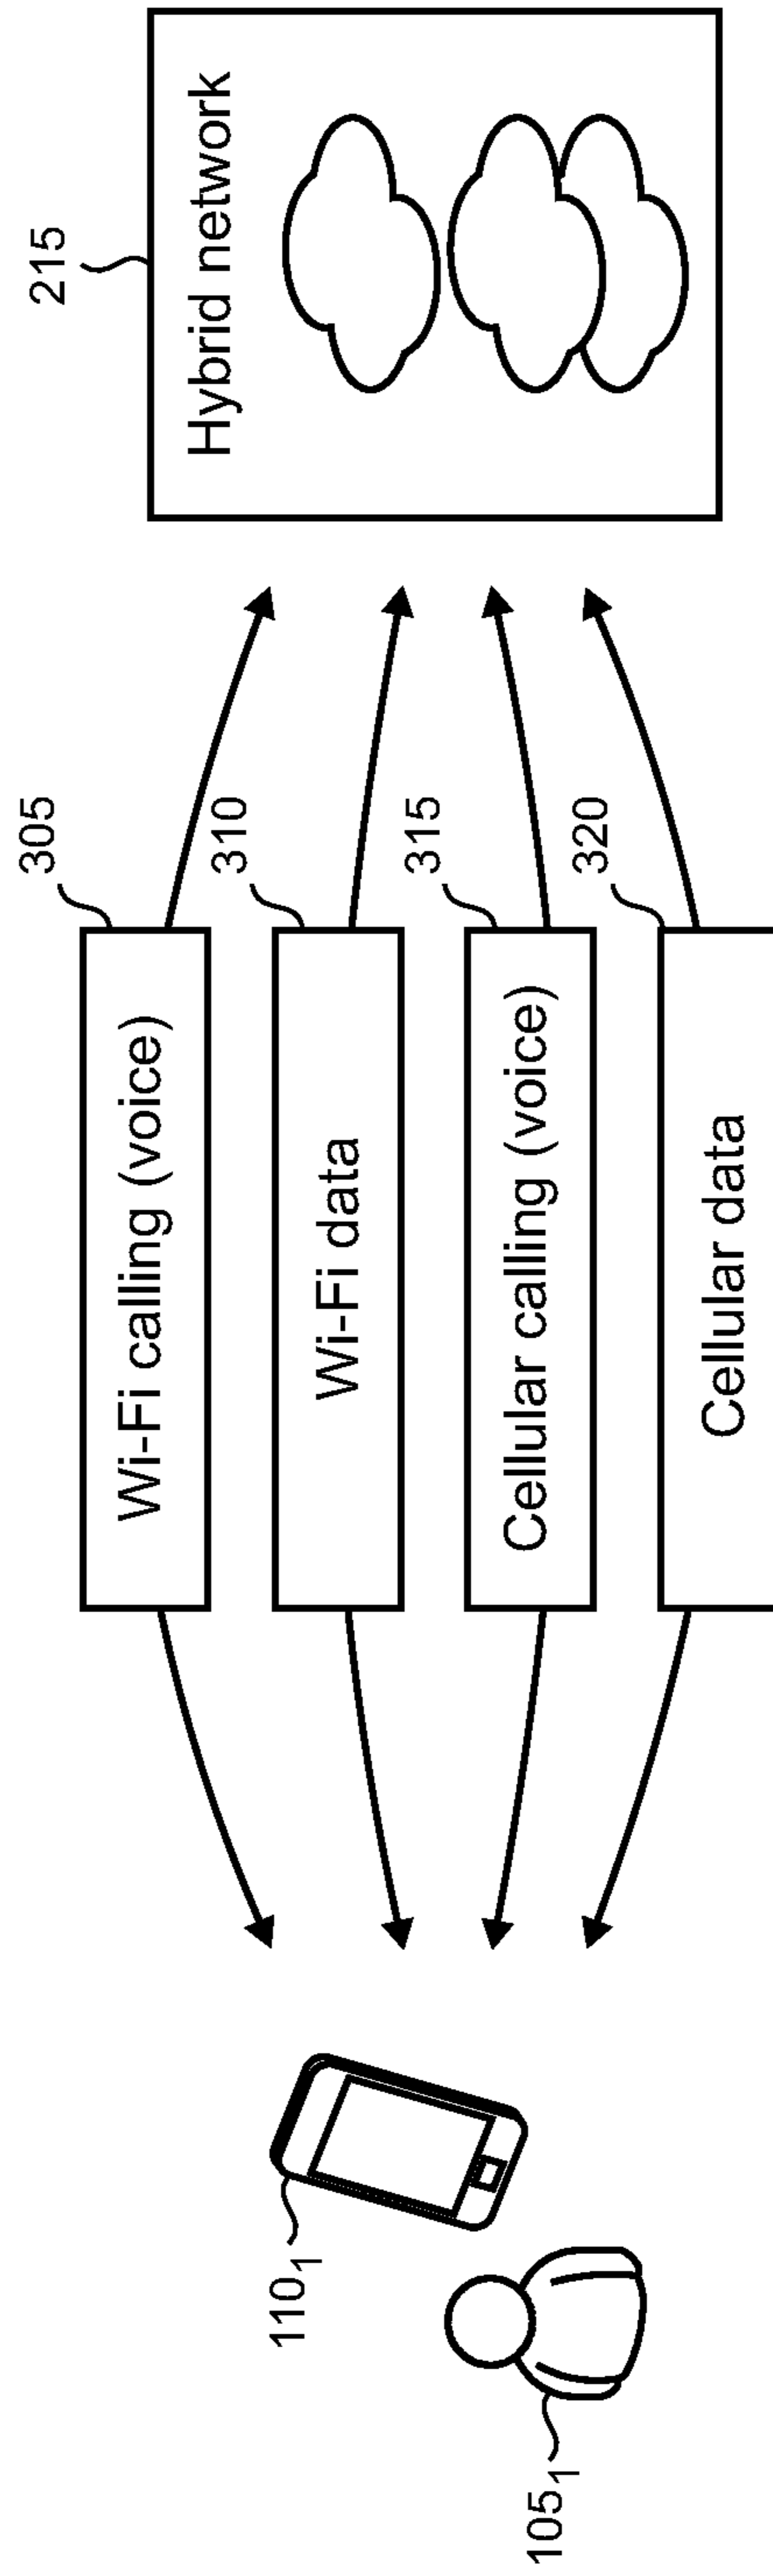 215
Hybrid network
305
Wi-Fi calling (voice)
310
Wi-Fi data
315
Cellular calling (voice)
320
Cellular data
110₁
105₁